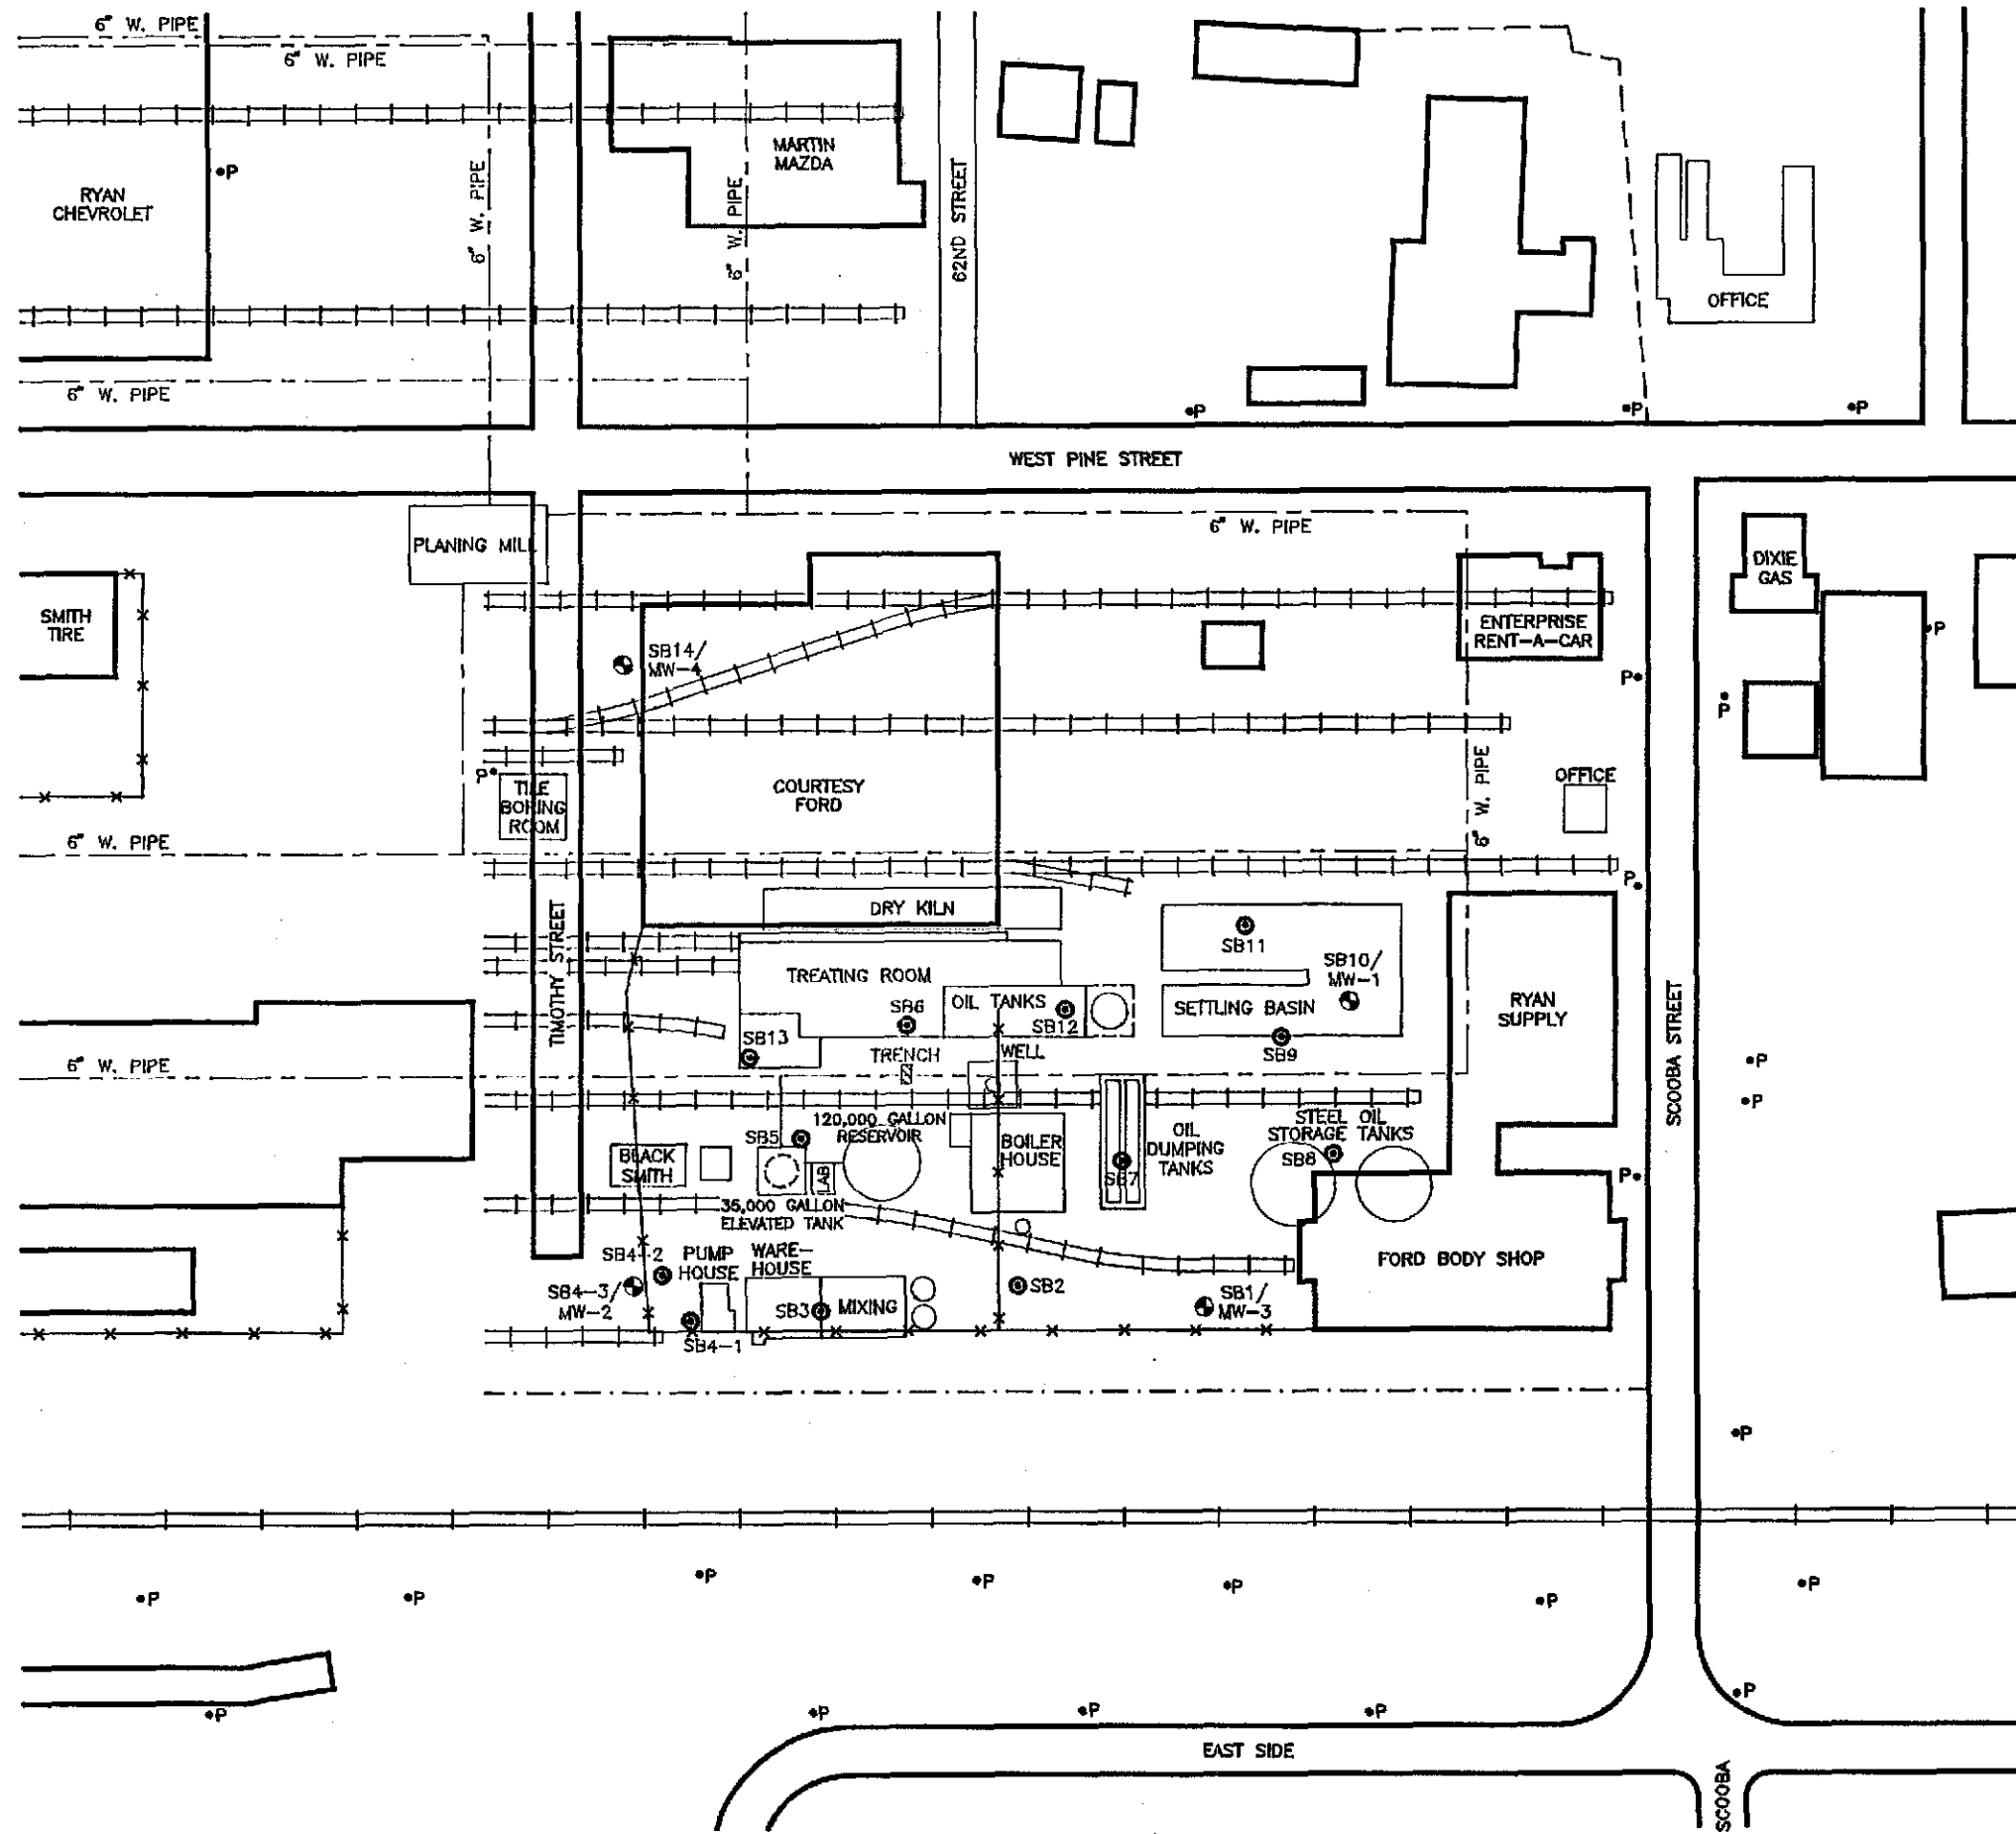 6" W. PIPE
6" W. PIPE
MARTIN
MAZDA
•P
RYAN
CHEVROLET
6" W. PIPE
6" W. PIPE
62ND STREET
OFFICE
6" W. PIPE
•P
•P
•P
WEST PINE STREET
6" W. PIPE
PLANING MILL
DIXIE
GAS
SMITH
TIRE
ENTERPRISE
RENT-A-CAR
•P
SB14/
MW-4
P•
•P
6" W. PIPE
P•
TILE
BORING
ROOM
COURTESY
FORD
OFFICE
6" W. PIPE
6" W. PIPE
P•
DRY KILN
TIMOTHY STREET
SB11
TREATING ROOM
SB10/
MW-1
OIL TANKS
SETTLING BASIN
RYAN
SUPPLY
SB6
SB12
SB13
SB9
SCOOBA STREET
TRENCH
WELL
6" W. PIPE
•P
•P
120,000 GALLON
RESERVOIR
SB5
BOILER
HOUSE
OIL
DUMPING
TANKS
STEEL OIL
STORAGE TANKS
SB8
BLACK
SMITH
LAB
SB7
P•
35,000 GALLON
ELEVATED TANK
SB4-2
PUMP
HOUSE
WARE-
HOUSE
FORD BODY SHOP
SB4-3/
MW-2
SB3
MIXING
SB2
SB1/
MW-3
SB4-1
•P
•P
•P
•P
•P
•P
•P
•P
•P
•P
•P
•P
•P
EAST SIDE
SCOOBA